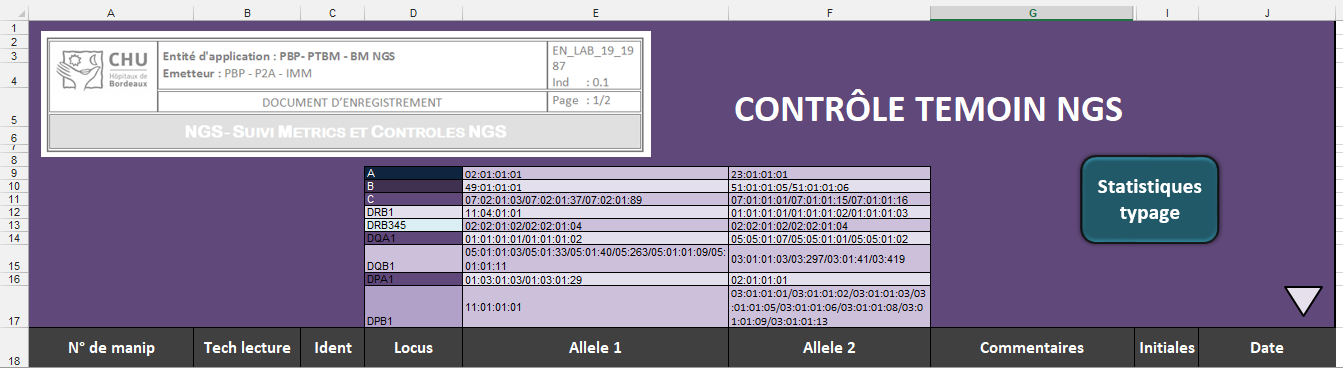 A B C D E F G I J
1
2
3
4
5
6
7
8
9
10
11
12
13
14
15
16
17
18
CHU
Hôpitaux de
Bordeaux
Entité d'application : PBP- PTBM - BM NGS
Emetteur : PBP - P2A - IMM
DOCUMENT D'ENREGISTREMENT
EN_LAB_19_19
87
Ind : 0.1
Page : 1/2
NGS- SUIVI METRICS ET CONTROLES NGS
CONTRÔLE TEMOIN NGS
A 02:01:01:01 23:01:01:01
B 49:01:01:01 51:01:01:05/51:01:01:06
C 07:02:01:03/07:02:01:37/07:02:01:89 07:01:01:01/07:01:01:15/07:01:01:16
DRB1 11:04:01:01 01:01:01:01/01:01:01:02/01:01:01:03
DRB345 02:02:01:02/02:02:01:04 02:02:01:02/02:02:01:04
DQA1 01:01:01:01/01:01:01:02 05:05:01:07/05:05:01:01/05:05:01:02
DQB1 05:01:01:03/05:01:33/05:01:40/05:263/05:01:01:09/05:
01:01:11
03:01:01:03/03:297/03:01:41/03:419
DPA1 01:03:01:03/01:03:01:29 02:01:01:01
DPB1 11:01:01:01
03:01:01:01/03:01:01:02/03:01:01:03/03
:01:01:05/03:01:01:06/03:01:01:08/03:0
1:01:09/03:01:01:13
Statistiques
typage
N° de manip Tech lecture Ident Locus Allele 1 Allele 2 Commentaires Initiales Date